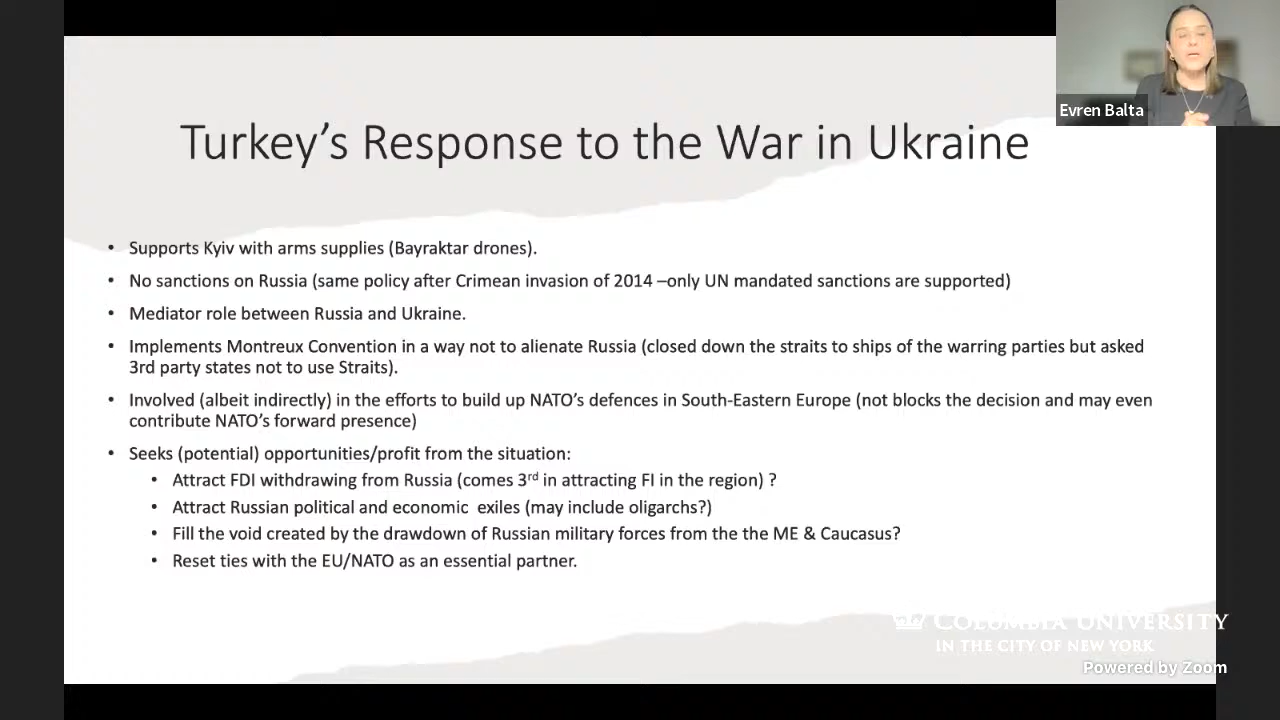 Evren Balta
Turkey's Response to the War in Ukraine
• Supports Kyiv with arms supplies (Bayraktar drones).
• No sanctions on Russia (same policy after Crimean invasion of 2014 –only UN mandated sanctions are supported)
• Mediator role between Russia and Ukraine.
• Implements Montreux Convention in a way not to alienate Russia (closed down the straits to ships of the warring parties but asked
3rd party states not to use Straits).
• Involved (albeit indirectly) in the efforts to build up NATO's defences in South-Eastern Europe (not blocks the decision and may even
contribute NATO's forward presence)
• Seeks (potential) opportunities/profit from the situation:
• Attract FDI withdrawing from Russia (comes 3rd in attracting FI in the region) ?
• Attract Russian political and economic exiles (may include oligarchs?)
• Fill the void created by the drawdown of Russian military forces from the the ME & Caucasus?
• Reset ties with the EU/NATO as an essential partner.
COLUMBIA UNIVERSITY
IN THE CITY OF NEW YORK
Powered by Zoom